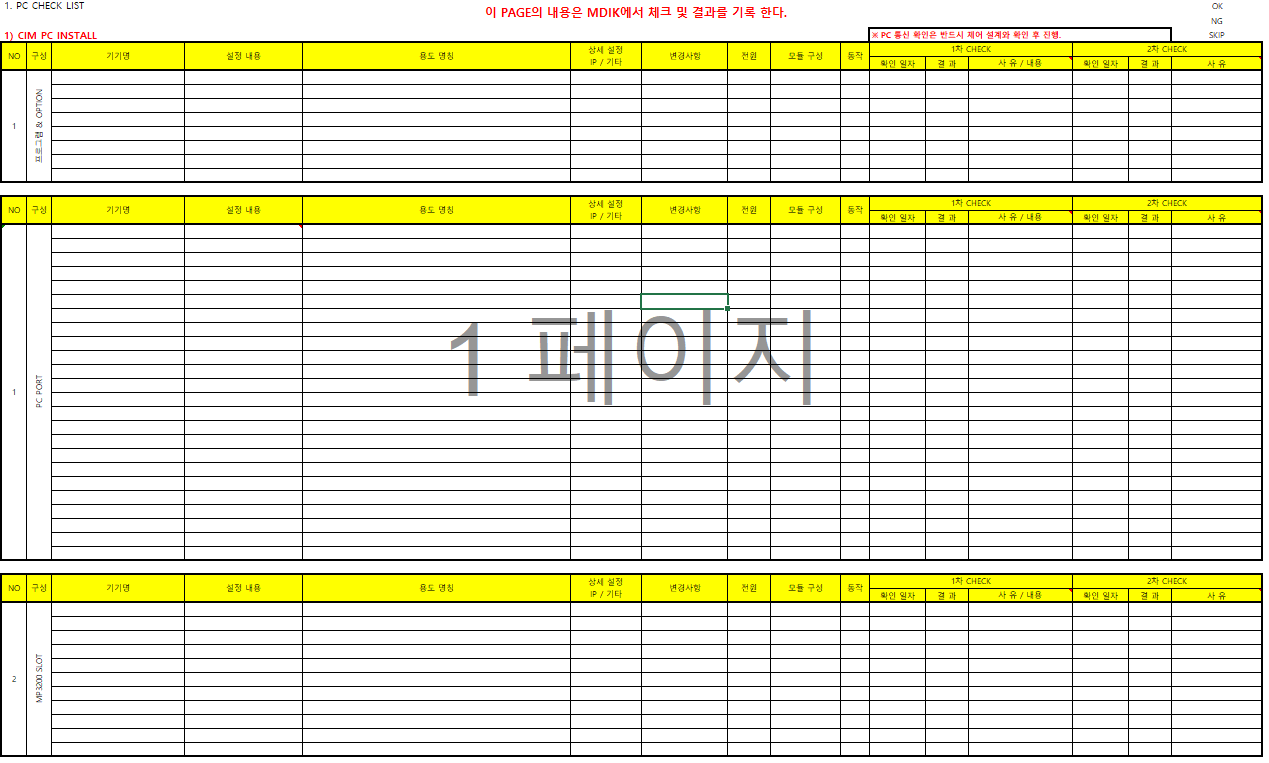 1. PC CHECK LIST
이 PAGE의 내용은 MDIK에서 체크 및 결과를 기록 한다.
OK
NG
SKIP
1) CIM PC INSTALL
※ PC 통신 확인은 반드시 제어 설계와 확인 후 진행.
NO 구성 기기명 설정 내용 용도 명칭 상세 설정 IP / 기타 변경사항 전원 모듈 구성 동작 1차 CHECK 2차 CHECK
확인 일자 결 과 사 유 / 내용 확인 일자 결 과 사 유
1 프로그램 & OPTION
NO 구성 기기명 설정 내용 용도 명칭 상세 설정 IP / 기타 변경사항 전원 모듈 구성 동작 1차 CHECK 2차 CHECK
확인 일자 결 과 사 유 / 내용 확인 일자 결 과 사 유
1 PC PORT
1 페이지
NO 구성 기기명 설정 내용 용도 명칭 상세 설정 IP / 기타 변경사항 전원 모듈 구성 동작 1차 CHECK 2차 CHECK
확인 일자 결 과 사 유 / 내용 확인 일자 결 과 사 유
2 MP3200 SLOT